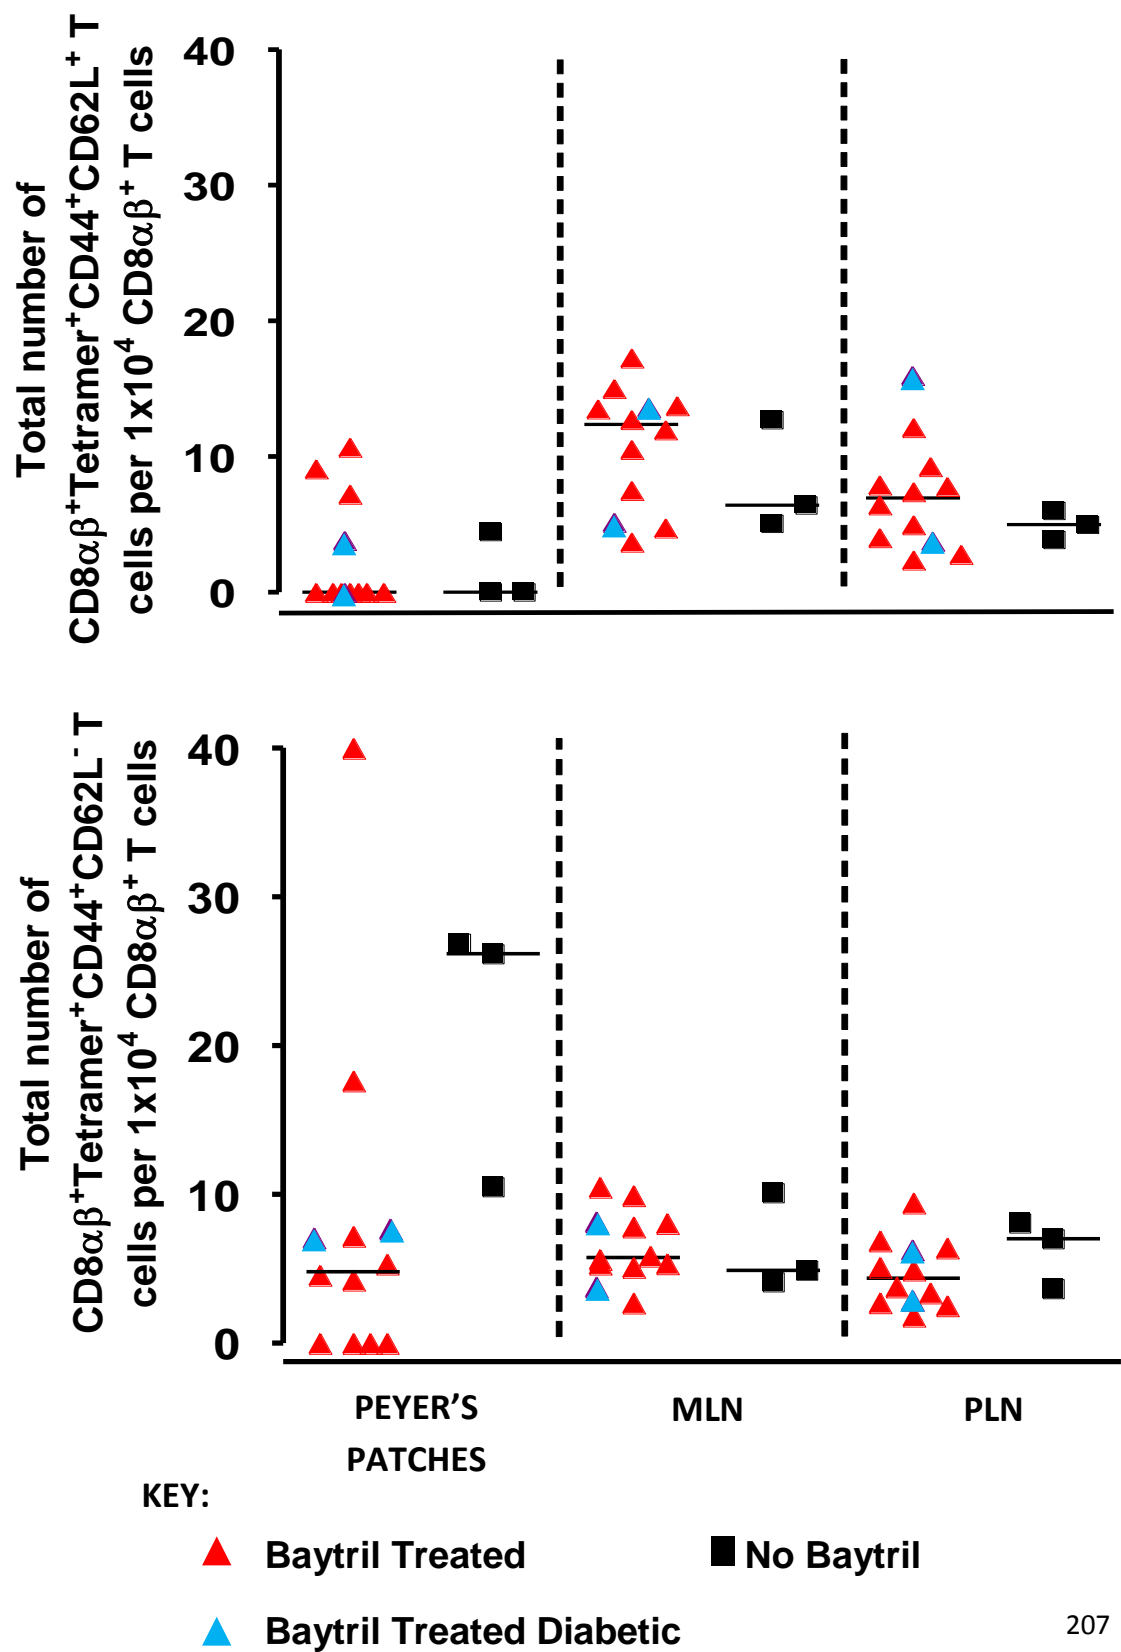 Total number of
CD8αβ⁺Tetramer⁺CD44⁺CD62L⁺ T
cells per 1x10⁴ CD8αβ⁺ T cells
40
30
20
10
0
Total number of
CD8αβ⁺Tetramer⁺CD44⁺CD62L⁻ T
cells per 1x10⁴ CD8αβ⁺ T cells
40
30
20
10
0
PEYER’S
PATCHES
MLN
PLN
KEY:
Baytril Treated
No Baytril
Baytril Treated Diabetic
207